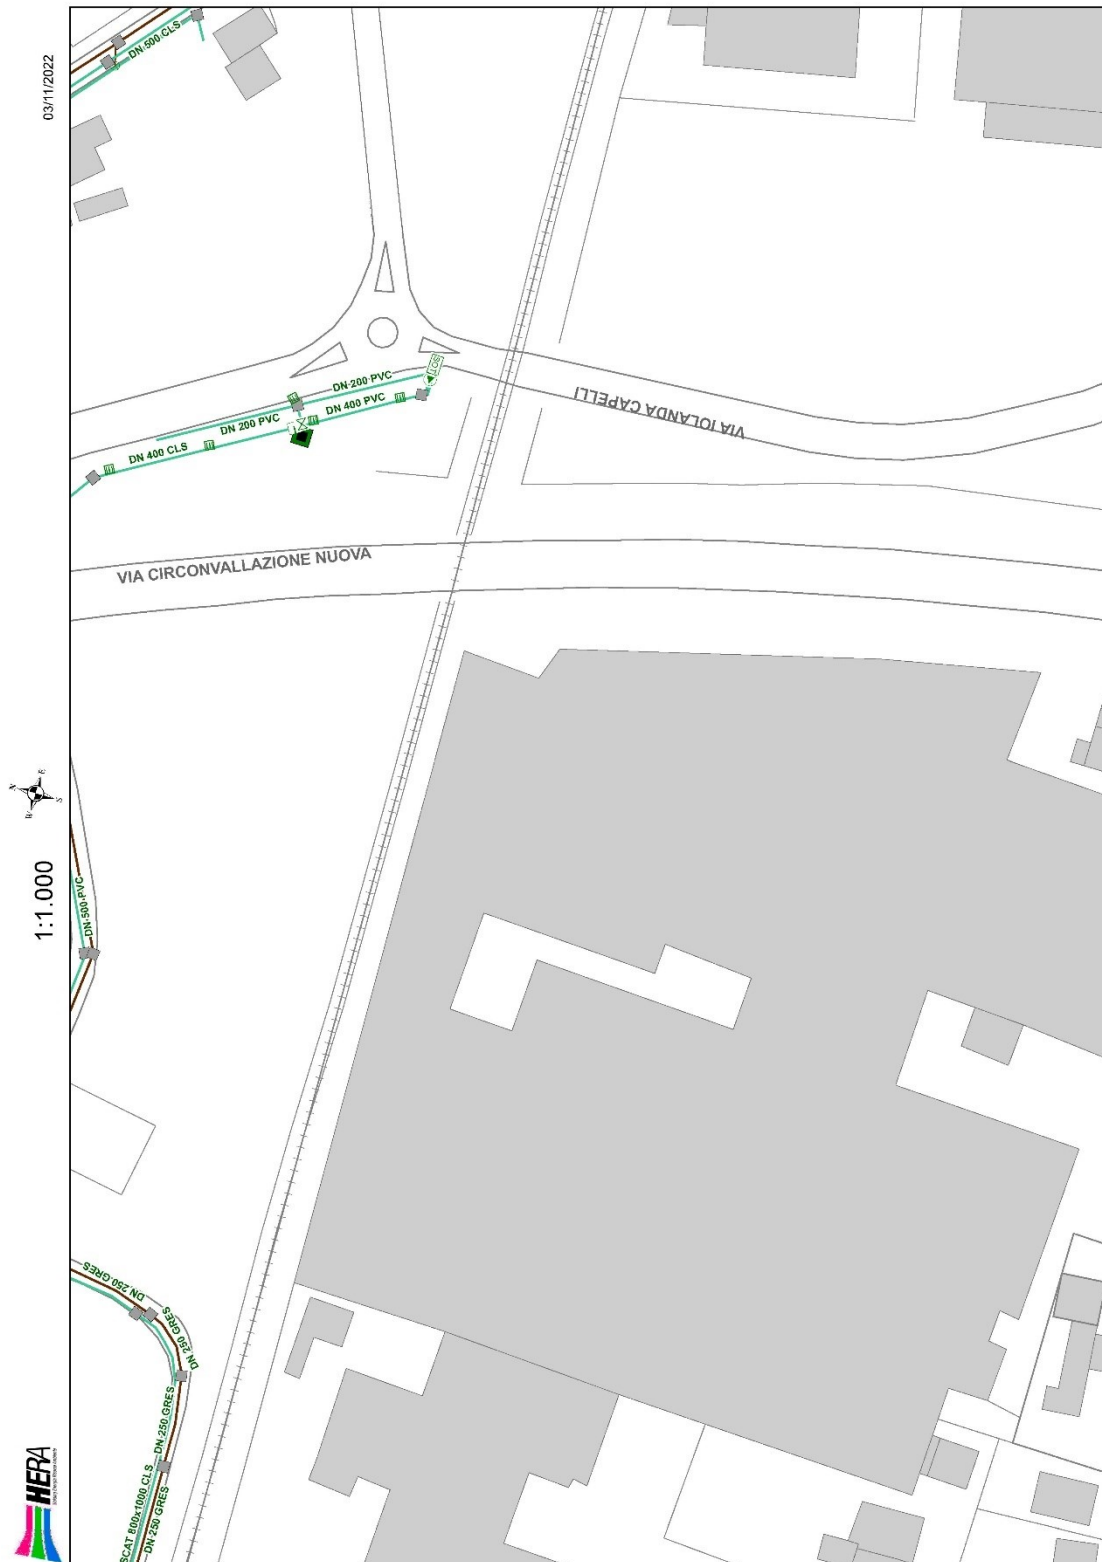 03/11/2022
DN 500 CLS
DN 200 PVC
DN 400 PVC
SOT
DN 200 PVC
DN 400 CLS
VIA IOLANDA CAPELLI
VIA CIRCONVALLAZIONE NUOVA
N
E
W
S
1:1.000
DN 500 PVC
DN 250 GRES
DN 250 GRES
DN 250 GRES
SCAT 800x1000 CLS
DN 250 GRES
HERA